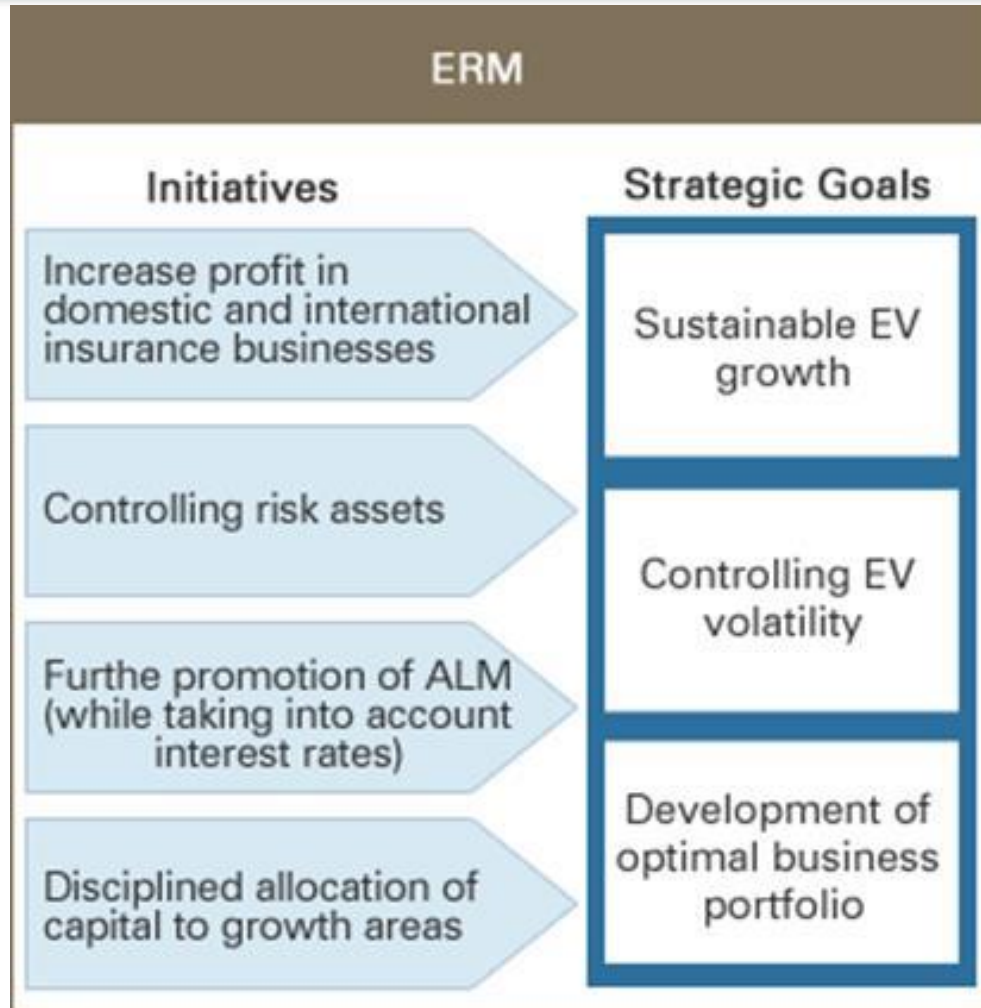 ERM
Initiatives
Increase profit in
domestic and international
insurance businesses
Controlling risk assets
Furthe promotion of ALM
(while taking into account
interest rates)
Disciplined allocation of
capital to growth areas
Strategic Goals
Sustainable EV
growth
Controlling EV
volatility
Development of
optimal business
portfolio